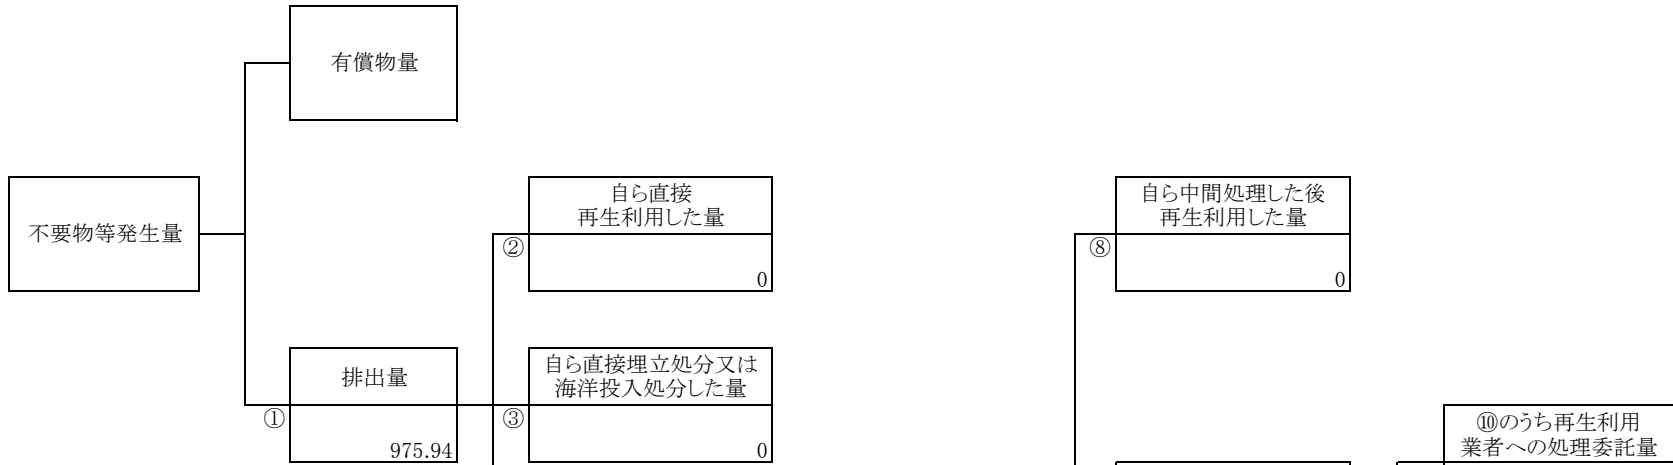 有償物量
不要物等発生量
自ら直接
再生利用した量
②
0
自ら中間処理した後
再生利用した量
⑧
0
排出量
①
975.94
自ら直接埋立処分又は
海洋投入処分した量
③
0
⑩のうち再生利用
業者への処理委託量